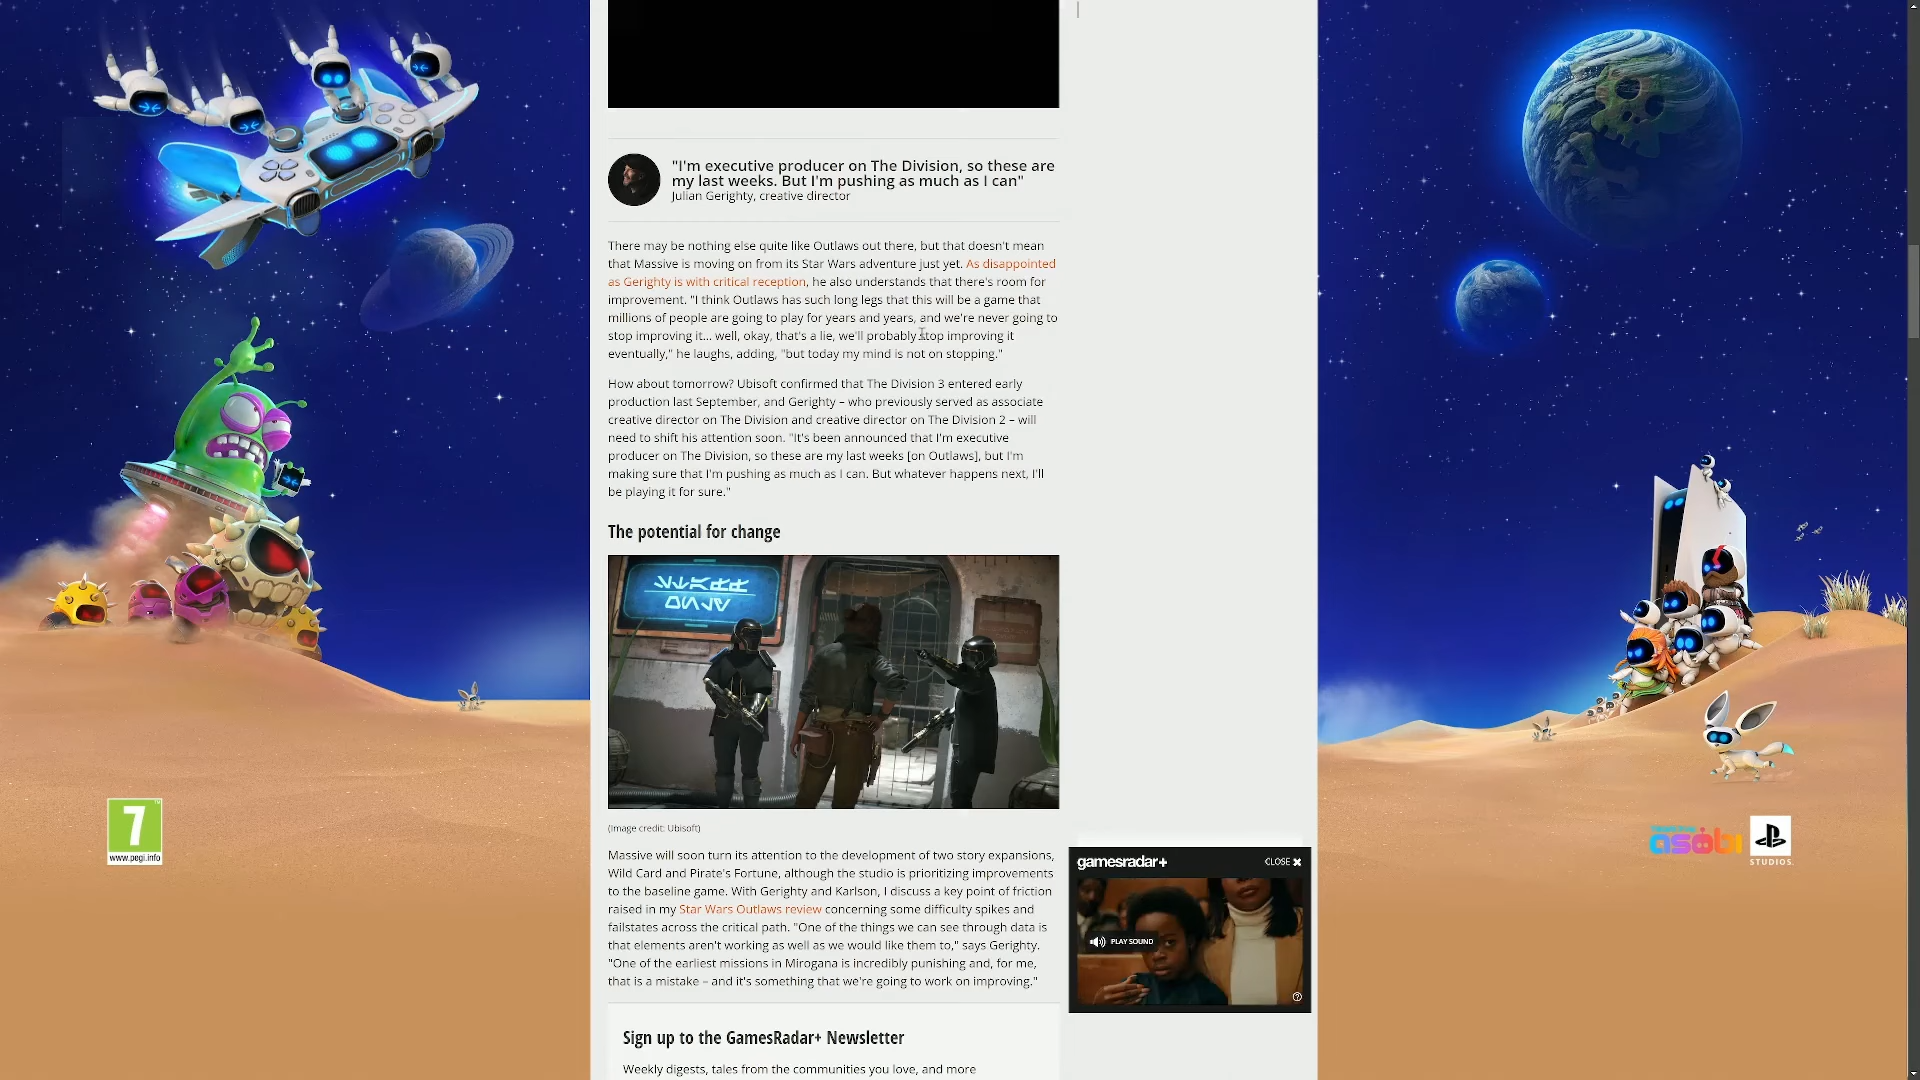 "I'm executive producer on The Division, so these are
my last weeks. But I'm pushing as much as I can"
Julian Gerighty, creative director
There may be nothing else quite like Outlaws out there, but that doesn't mean
that Massive is moving on from its Star Wars adventure just yet. As disappointed
as Gerighty is with critical reception, he also understands that there's room for
improvement. "I think Outlaws has such long legs that this will be a game that
millions of people are going to play for years and years, and we're never going to
stop improving it... well, okay, that's a lie, we'll probably stop improving it
eventually," he laughs, adding, "but today my mind is not on stopping."
How about tomorrow? Ubisoft confirmed that The Division 3 entered early
production last September, and Gerighty – who previously served as associate
creative director on The Division and creative director on The Division 2 – will
need to shift his attention soon. "It's been announced that I'm executive
producer on The Division, so these are my last weeks [on Outlaws], but I'm
making sure that I'm pushing as much as I can. But whatever happens next, I'll
be playing it for sure."
The potential for change
(Image credit: Ubisoft)
Massive will soon turn its attention to the development of two story expansions,
Wild Card and Pirate's Fortune, although the studio is prioritizing improvements
to the baseline game. With Gerighty and Karlson, I discuss a key point of friction
raised in my Star Wars Outlaws review concerning some difficulty spikes and
failstates across the critical path. "One of the things we can see through data is
that elements aren't working as well as we would like them to," says Gerighty.
"One of the earliest missions in Mirogana is incredibly punishing and, for me,
that is a mistake – and it's something that we're going to work on improving."
Sign up to the GamesRadar+ Newsletter
Weekly digests, tales from the communities you love, and more
gamesradar+
CLOSE ✖
PLAY SOUND
7
www.pegi.info
asobi
STUDIOS